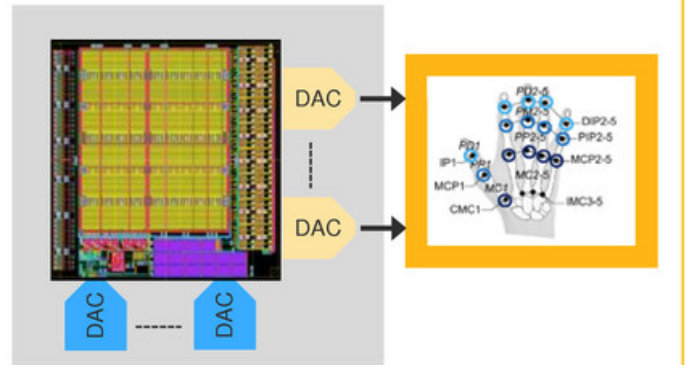 DAC
DAC
DAC
DAC
PD2-5
PM2-5
PP2-5
DIP2-5
PIP2-5
MCP2-5
PD1
IP1
PP1
MCP1
MC1
MC2-5
CMC1
IMC3-5